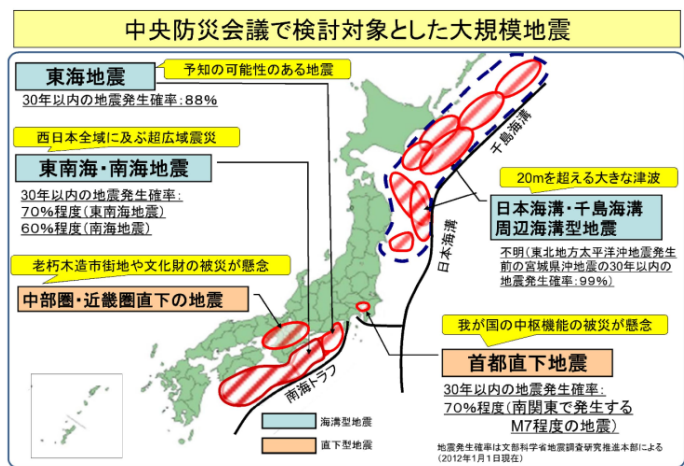 中央防災会議で検討対象とした大規模地震
東海地震
予知の可能性のある地震
30年以内の地震発生確率:88%
西日本全域に及ぶ超広域震災
東南海・南海地震
30年以内の地震発生確率:
70%程度(東南海地震)
60%程度(南海地震)
老朽木造市街地や文化財の被災が懸念
中部圏・近畿圏直下の地震
千島海溝
20mを超える大きな津波
日本海溝・千島海溝
周辺海溝型地震
不明(東北地方太平洋沖地震発生
前の宮城県沖地震の30年以内の
地震発生確率:99%)
日本海溝
我が国の中枢機能の被災が懸念
首都直下地震
30年以内の地震発生確率:
70%程度(南関東で発生する
M7程度の地震)
南海トラフ
海溝型地震
直下型地震
地震発生確率は文部科学省地震調査研究推進本部による
(2012年1月1日現在)